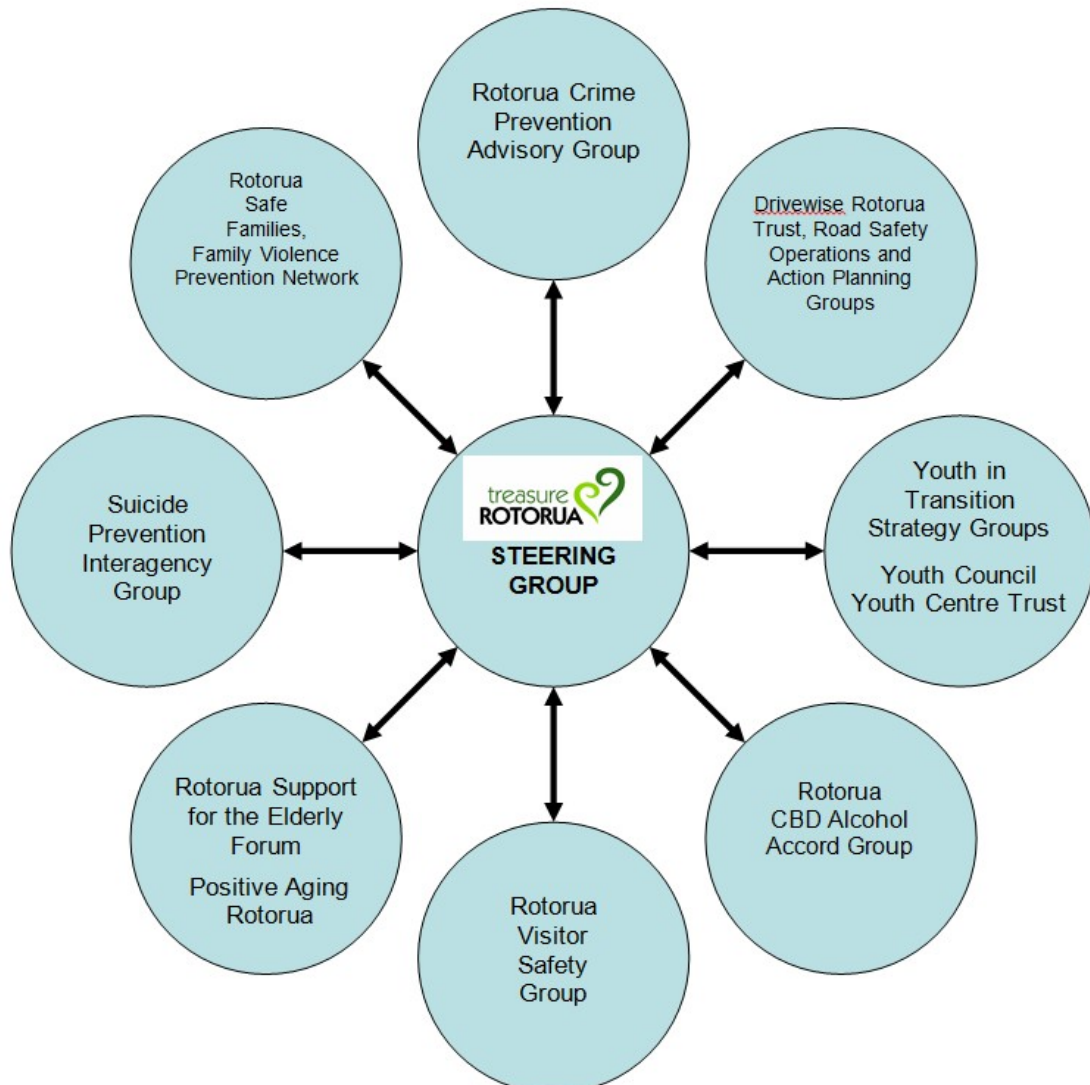 Rotorua Crime
Prevention
Advisory Group
Drivewise Rotorua
Trust, Road Safety
Operations and
Action Planning
Groups
Youth in
Transition
Strategy Groups
Youth Council
Youth Centre Trust
Rotorua
CBD Alcohol
Accord Group
Rotorua
Visitor
Safety
Group
Rotorua Support
for the Elderly
Forum
Positive Aging
Rotorua
Suicide
Prevention
Interagency
Group
Rotorua
Safe
Families,
Family Violence
Prevention Network
treasure
ROTORUA
STEERING
GROUP